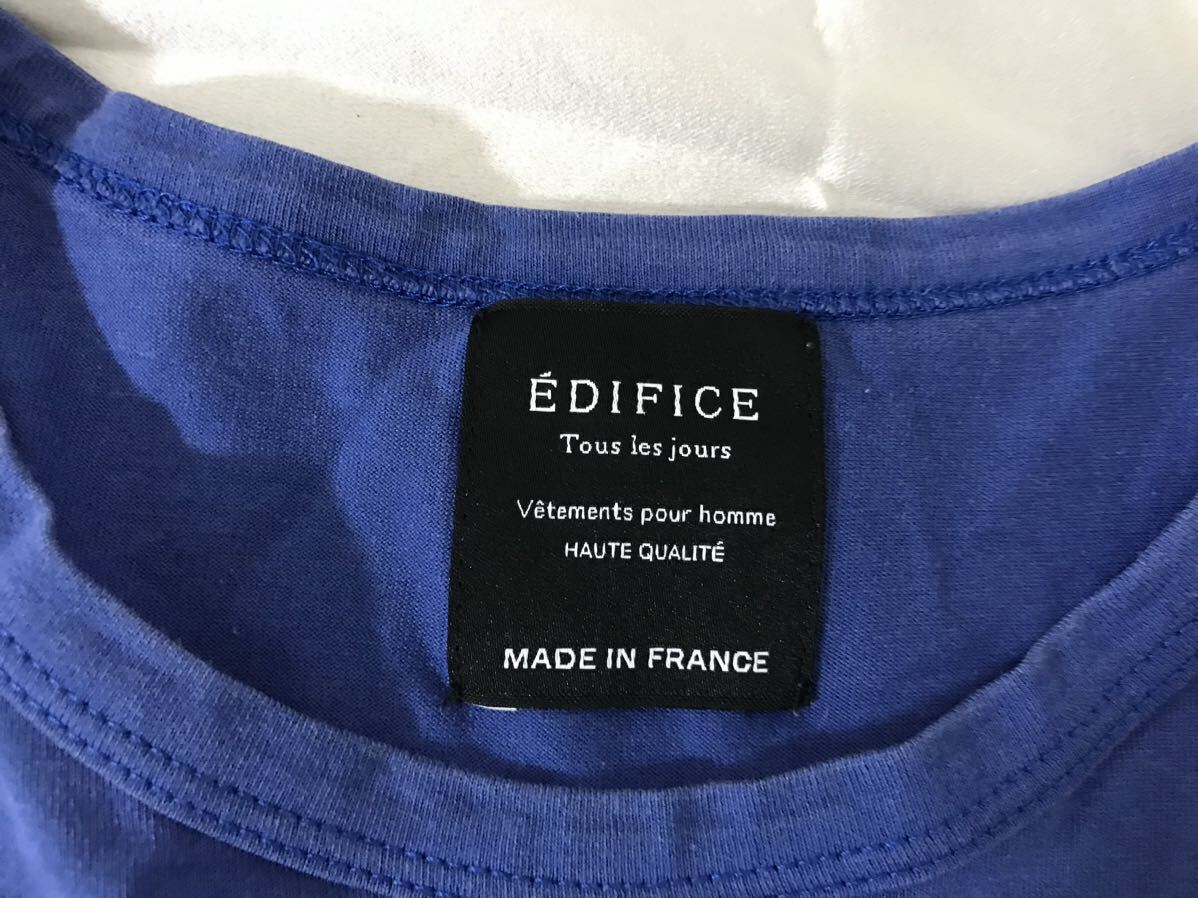 ÉDIFICE
Tous les jours
Vêtements pour homme
HAUTE QUALITÉ
MADE IN FRANCE